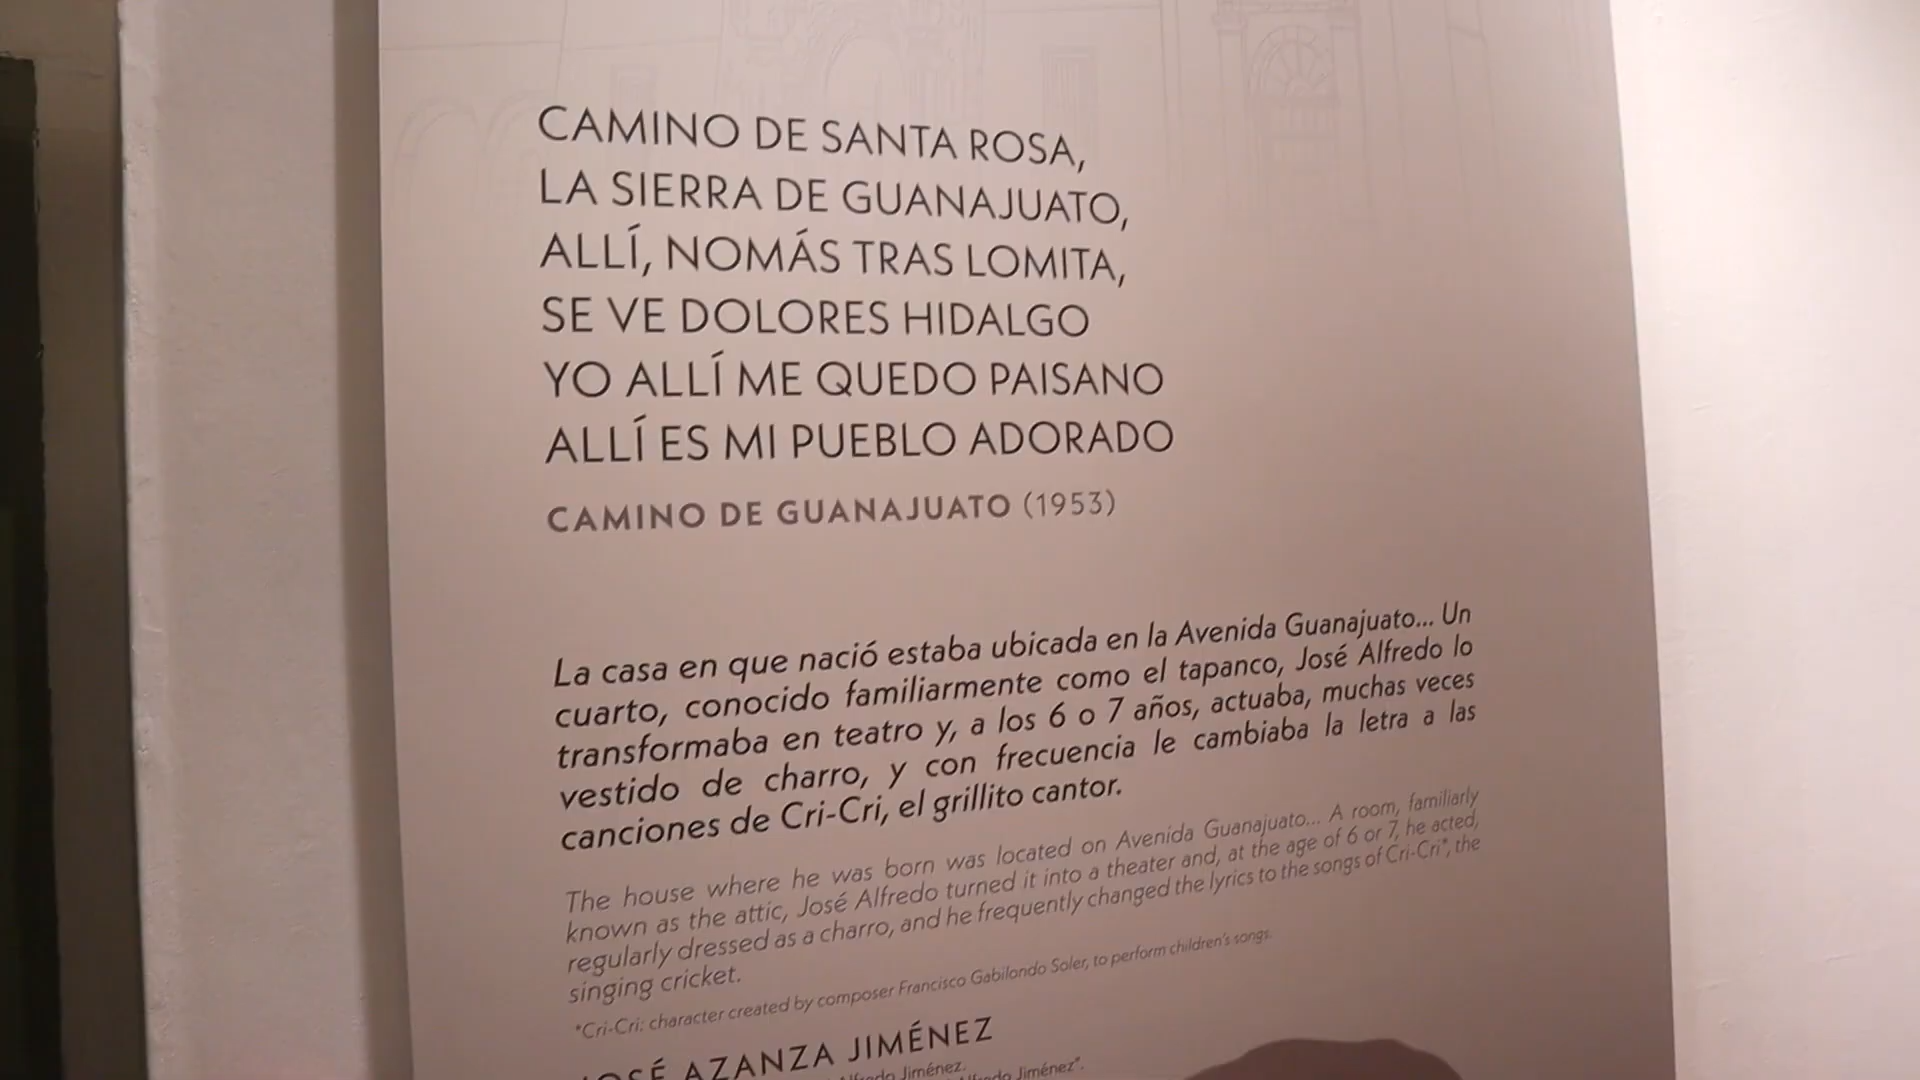 CAMINO DE SANTA ROSA,
LA SIERRA DE GUANAJUATO,
ALLÍ, NOMÁS TRAS LOMITA,
SE VE DOLORES HIDALGO
YO ALLÍ ME QUEDO PAISANO
ALLÍ ES MI PUEBLO ADORADO
CAMINO DE GUANAJUATO (1953)
La casa en que nació estaba ubicada en la Avenida Guanajuato... Un
cuarto, conocido familiarmente como el tapanco, José Alfredo lo
transformaba en teatro y, a los 6 o 7 años, actuaba, muchas veces
vestido de charro, y con frecuencia le cambiaba la letra a las
canciones de Cri-Cri, el grillito cantor.
The house where he was born was located on Avenida Guanajuato... A room, familiarly
known as the attic, José Alfredo turned it into a theater and, at the age of 6 or 7, he acted,
regularly dressed as a charro, and he frequently changed the lyrics to the songs of Cri-Cri*, the
singing cricket.
*Cri-Cri: character created by composer Francisco Gabilondo Soler, to perform children's songs.
JOSÉ AZANZA JIMÉNEZ
Jiménez.
Jiménez".